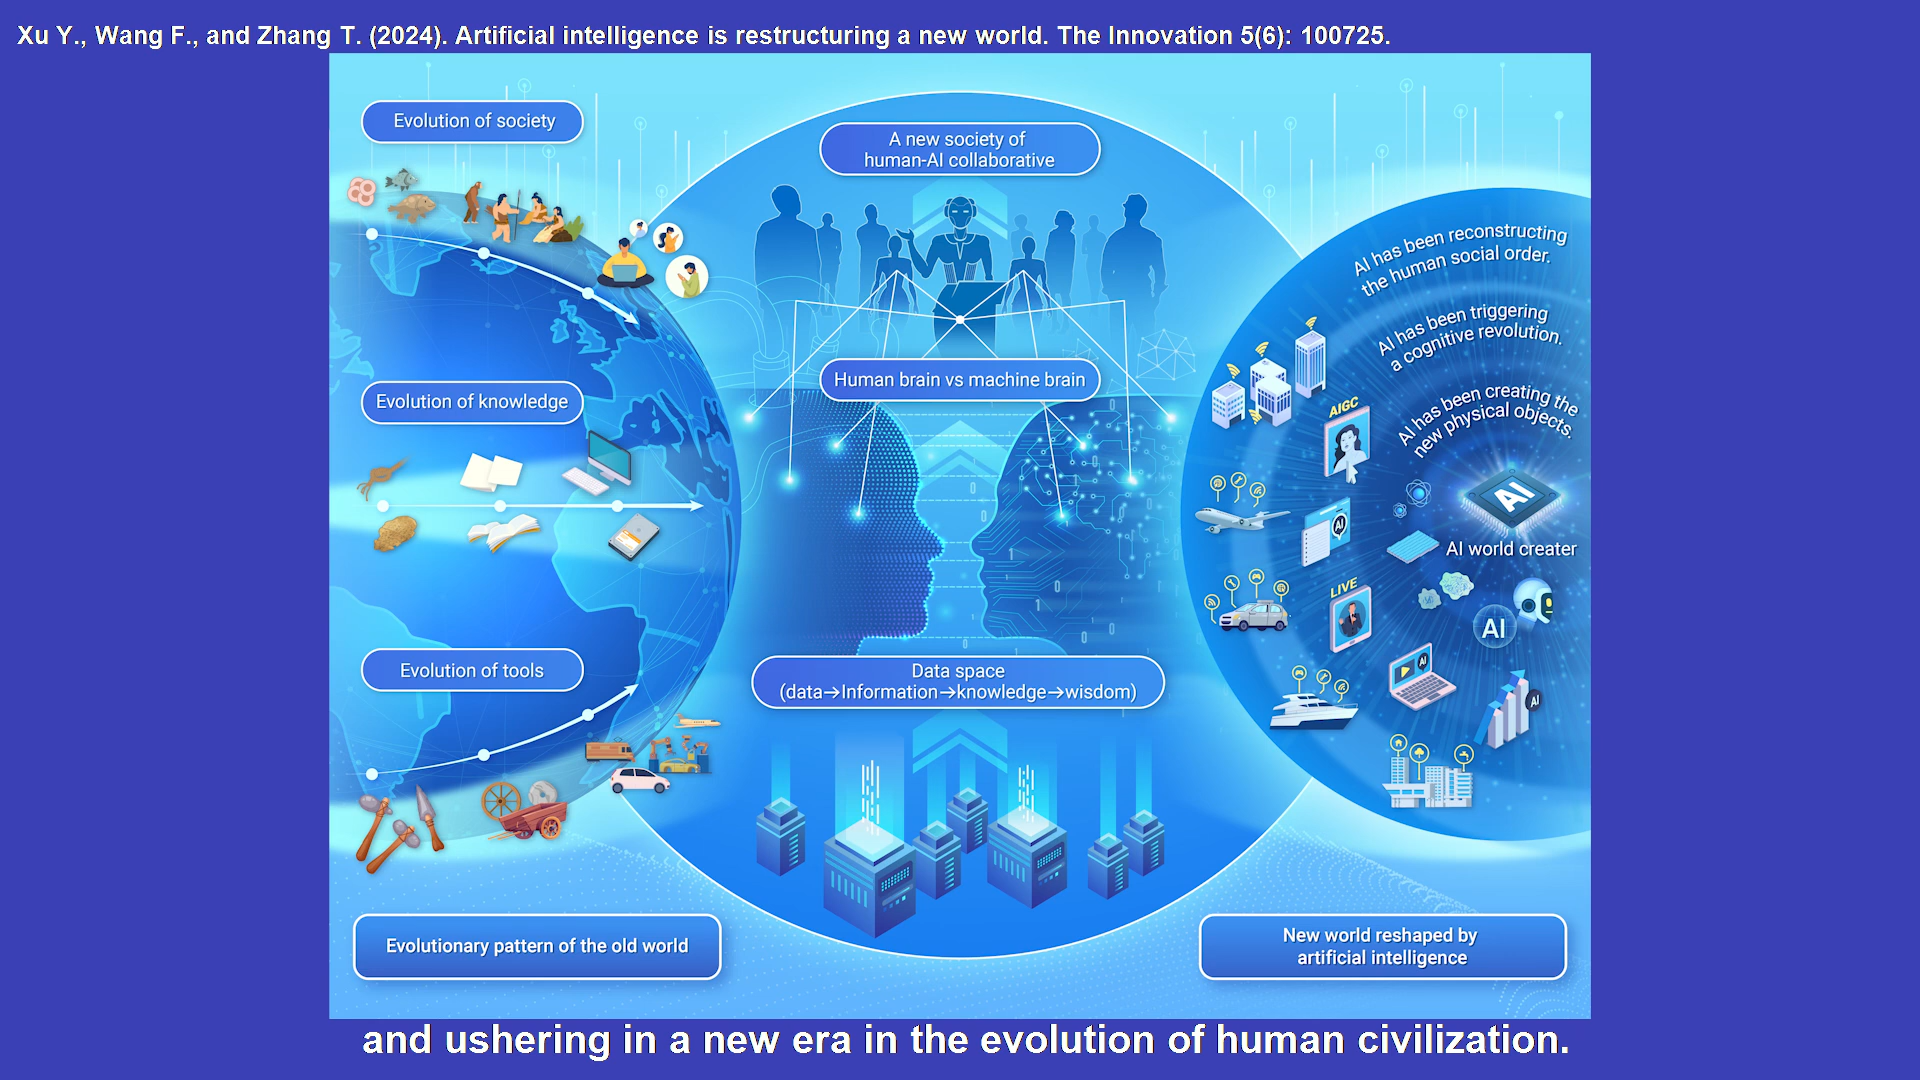 Xu Y., Wang F., and Zhang T. (2024). Artificial intelligence is restructuring a new world. The Innovation 5(6): 100725.
Evolution of society
Evolution of knowledge
Evolution of tools
Evolutionary pattern of the old world
A new society of
human-AI collaborative
Human brain vs machine brain
Data space
(data→Information→knowledge→wisdom)
AI has been reconstructing
the human social order.
AI has been triggering
a cognitive revolution.
AI has been creating the
new physical objects.
AIGC
AI
AI world creater
AI
LIVE
AI
AI
AI
New world reshaped by
artificial intelligence
and ushering in a new era in the evolution of human civilization.